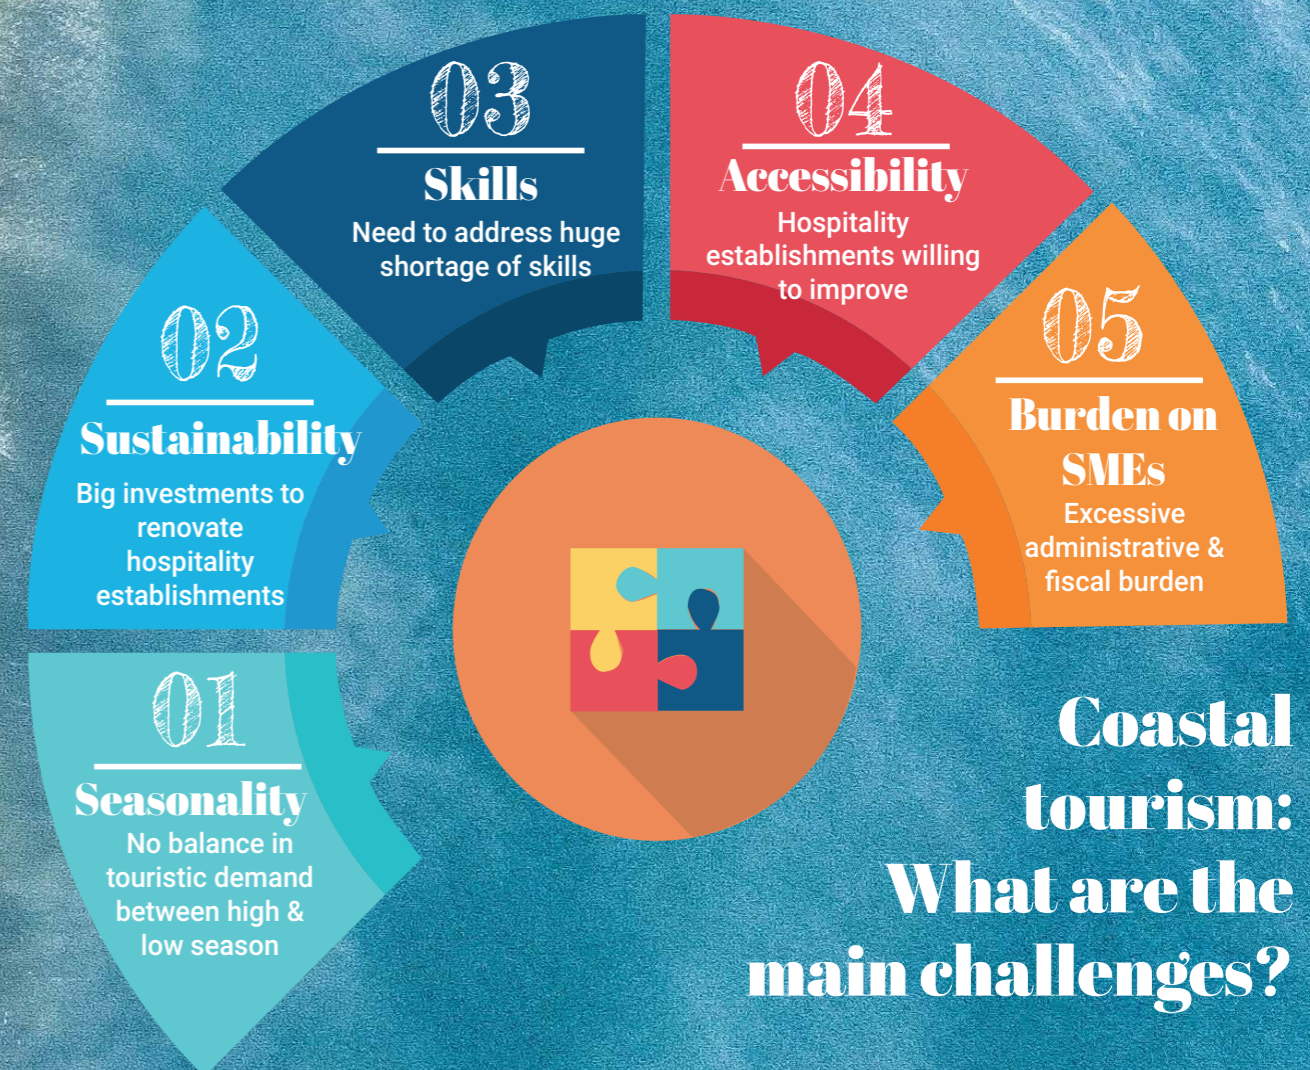 01
Seasonality
No balance in
touristic demand
between high &
low season
02
Sustainability
Big investments to
renovate
hospitality
establishments
03
Skills
Need to address huge
shortage of skills
04
Accessibility
Hospitality
establishments willing
to improve
05
Burden on
SMEs
Excessive
administrative &
fiscal burden
Coastal
tourism:
What are the
main challenges?